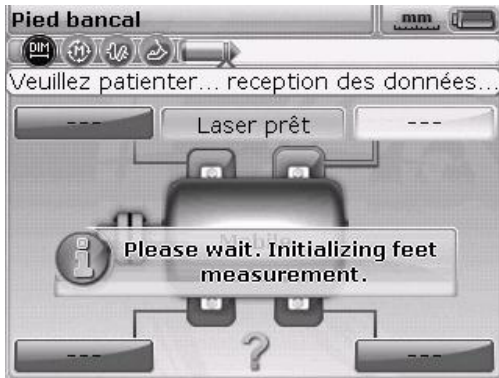 Pied bancal
mm
DIM M
Veuillez patienter... reception des données...
--- Laser prêt ---
Please wait. Initializing feet
measurement.
--- ? ---